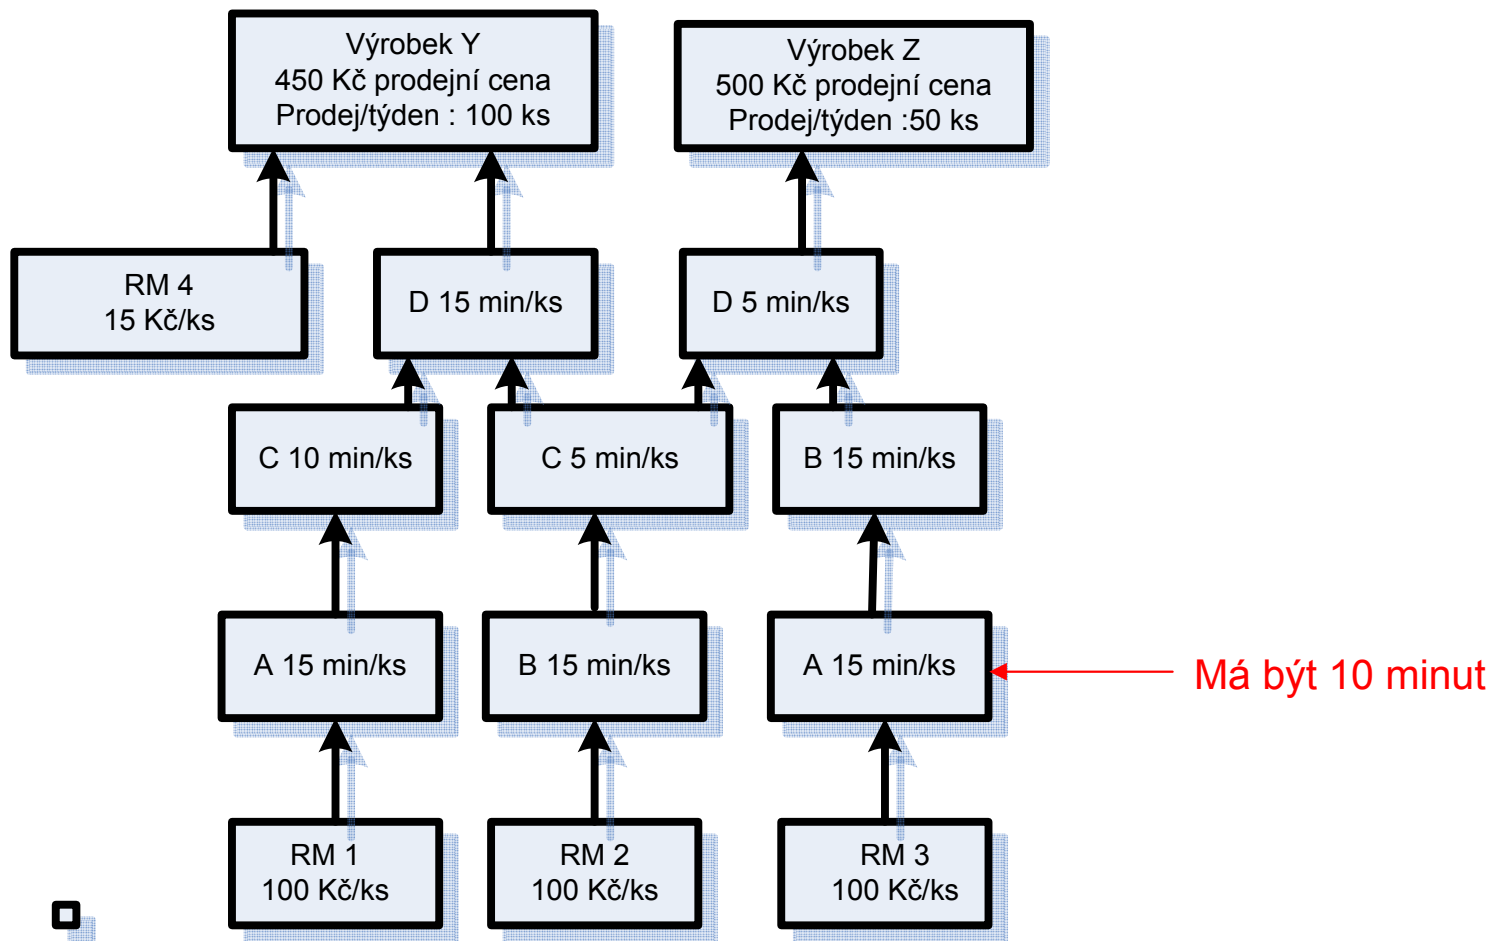 Výrobek Y
450 Kč prodejní cena
Prodej/týden : 100 ks
Výrobek Z
500 Kč prodejní cena
Prodej/týden :50 ks
RM 4
15 Kč/ks
D 15 min/ks
D 5 min/ks
C 10 min/ks
C 5 min/ks
B 15 min/ks
A 15 min/ks
B 15 min/ks
A 15 min/ks
Má být 10 minut
RM 1
100 Kč/ks
RM 2
100 Kč/ks
RM 3
100 Kč/ks